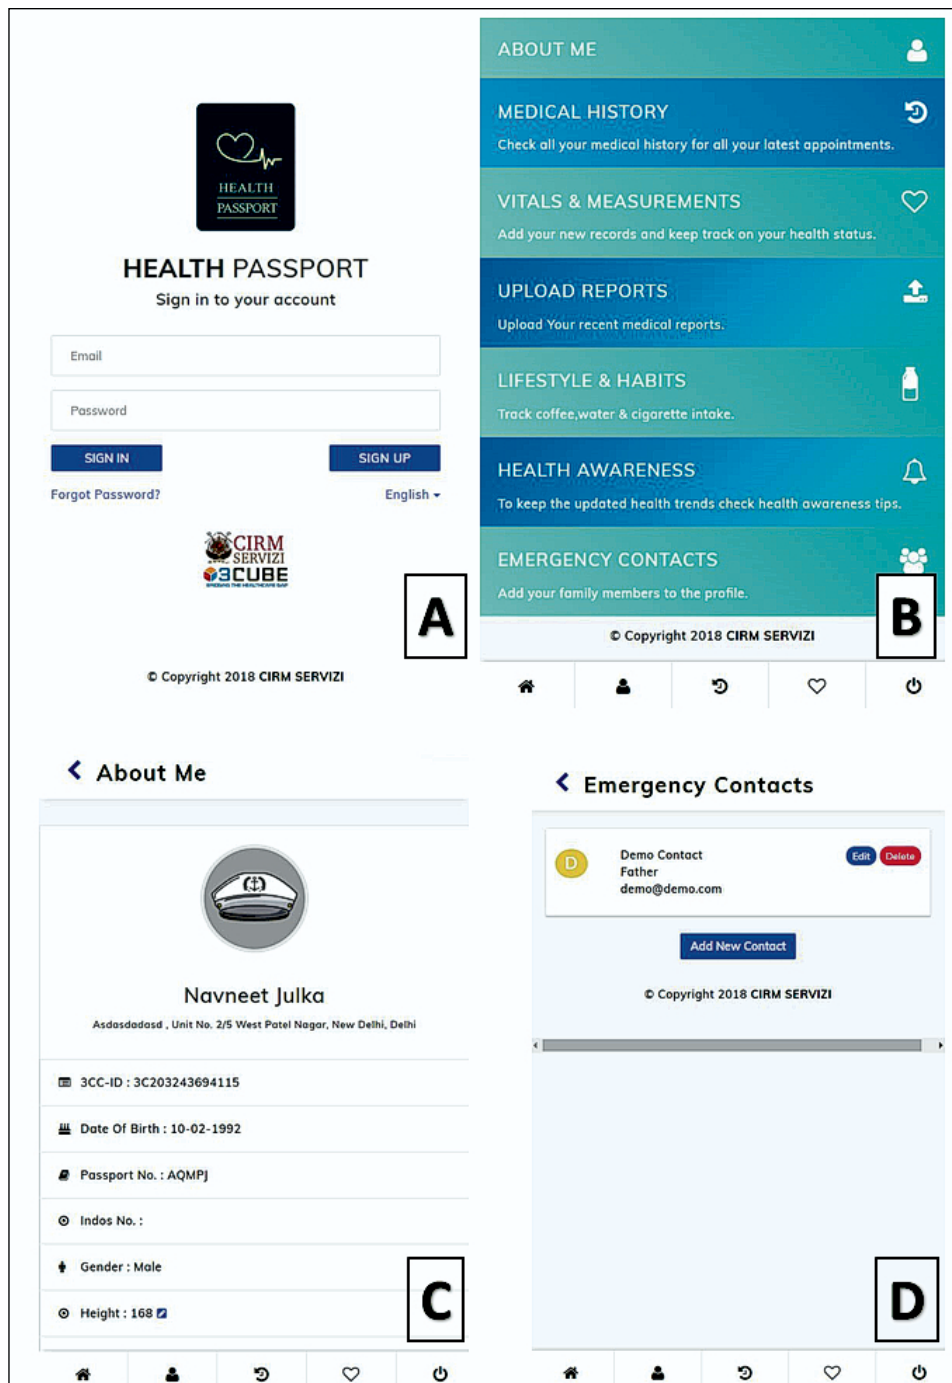 HEALTH
PASSPORT
HEALTH PASSPORT
Sign in to your account
Email
Password
SIGN IN
SIGN UP
Forgot Password?
English
CIRM
SERVIZI
3CUBE
BRIDGING THE HEALTHCARE GAP
© Copyright 2018 CIRM SERVIZI
A
ABOUT ME
MEDICAL HISTORY
Check all your medical history for all your latest appointments.
VITALS & MEASUREMENTS
Add your new records and keep track on your health status.
UPLOAD REPORTS
Upload Your recent medical reports.
LIFESTYLE & HABITS
Track coffee,water & cigarette intake.
HEALTH AWARENESS
To keep the updated health trends check health awareness tips.
EMERGENCY CONTACTS
Add your family members to the profile.
© Copyright 2018 CIRM SERVIZI
B
About Me
Navneet Julka
Asdasdadasd , Unit No. 2/5 West Patel Nagar, New Delhi, Delhi
3CC-ID : 3C203243694115
Date Of Birth : 10-02-1992
Passport No. : AQMPJ
Indos No. :
Gender : Male
Height : 168
C
Emergency Contacts
D
Demo Contact
Father
demo@demo.com
Edit
Delete
Add New Contact
© Copyright 2018 CIRM SERVIZI
D